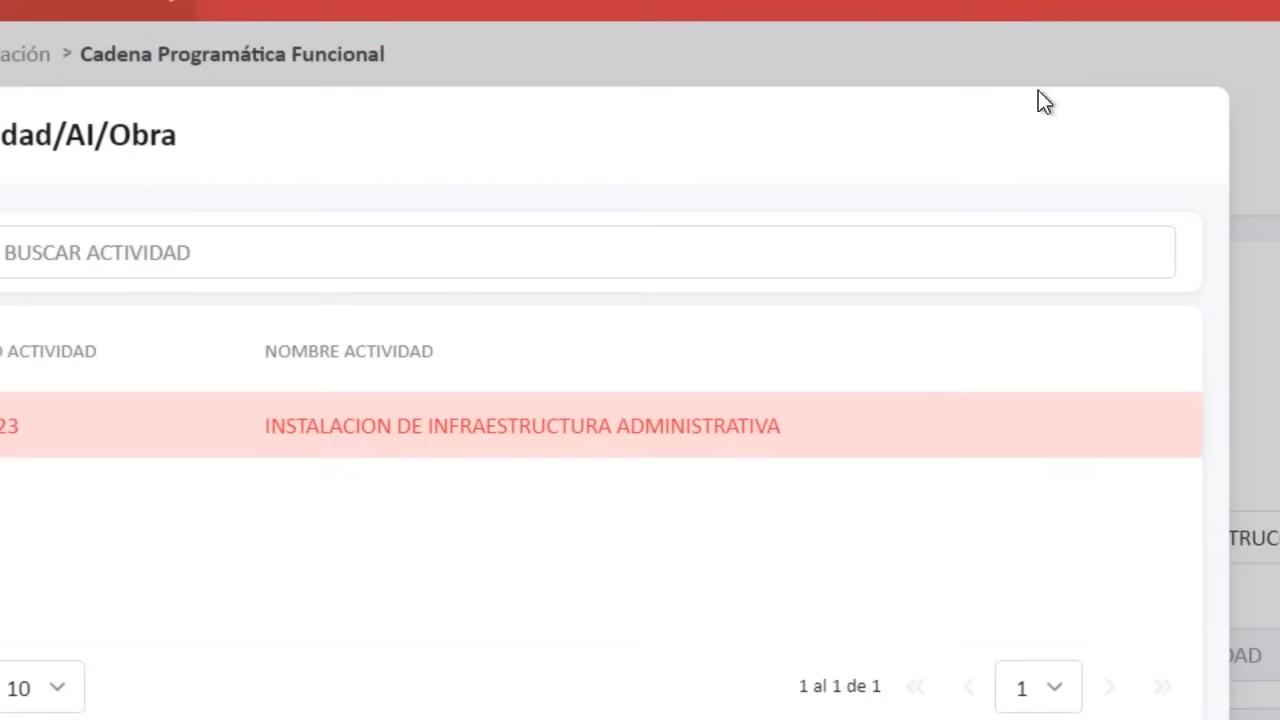 ación > Cadena Programática Funcional
dad/AI/Obra
BUSCAR ACTIVIDAD
ACTIVIDAD NOMBRE ACTIVIDAD
23 INSTALACION DE INFRAESTRUCTURA ADMINISTRATIVA
TRUC
DAD
10 1 al 1 de 1 1